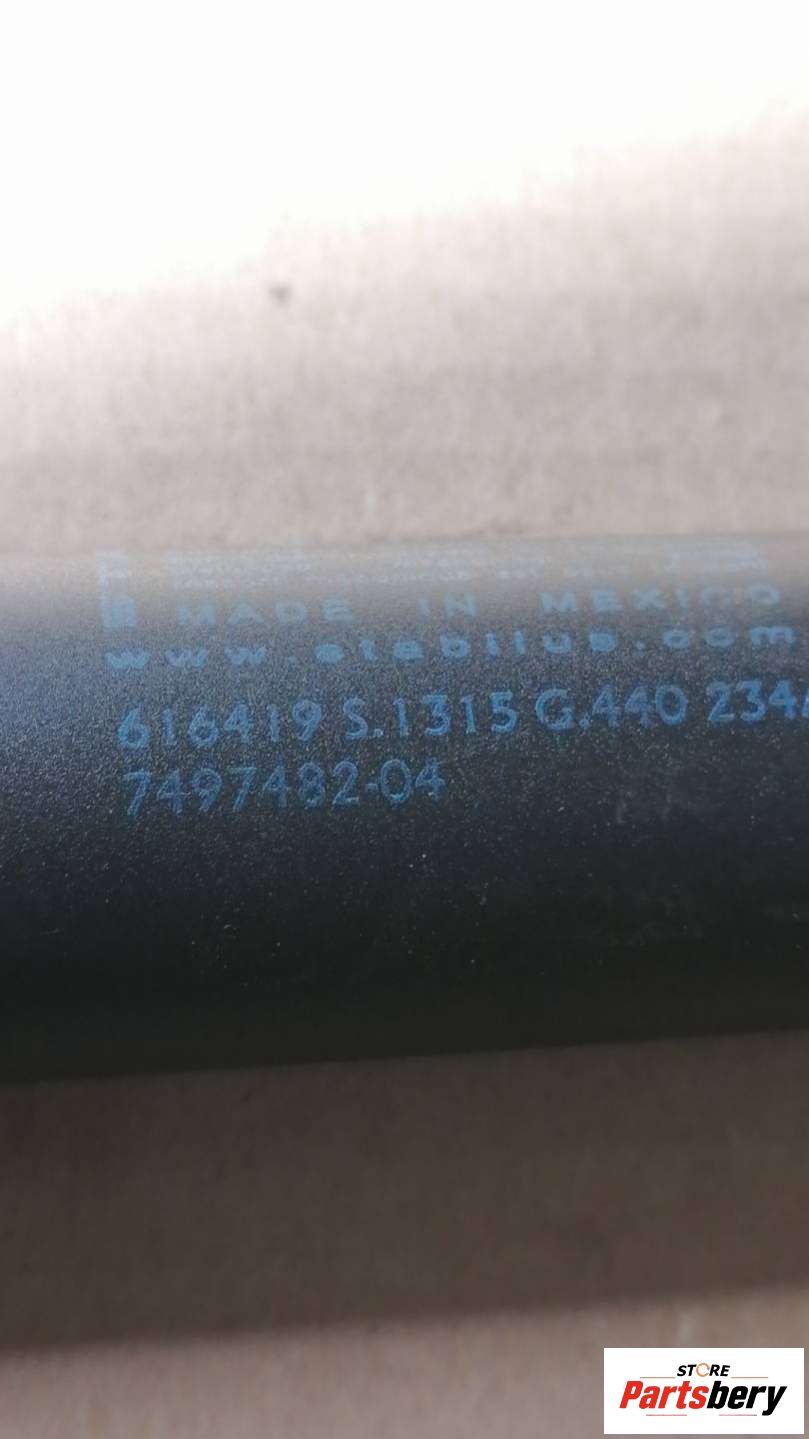 MADE IN MEXICO
www.stabilus.com
616419 S.1315 G.440 234
7497482-04
STORE
Partsbery